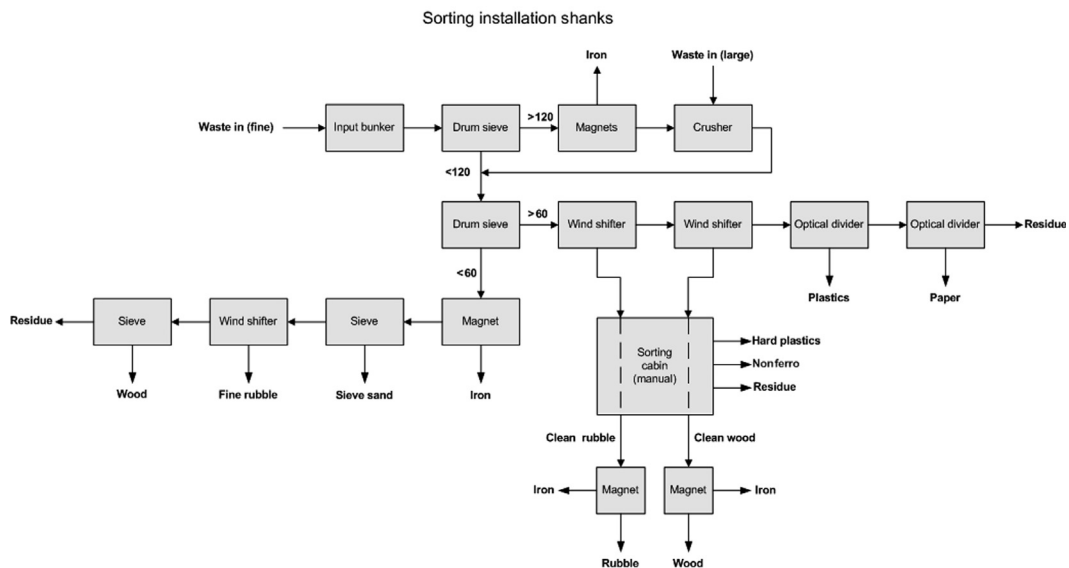 Sorting installation shanks
Iron
Waste in (large)
Waste in (fine)
Input bunker
Drum sieve
>120
Magnets
Crusher
<120
Drum sieve
>60
Wind shifter
Wind shifter
Optical divider
Optical divider
Residue
<60
Plastics
Paper
Residue
Sieve
Wind shifter
Sieve
Magnet
Sorting
cabin
(manual)
Hard plastics
Nonferro
Residue
Wood
Fine rubble
Sieve sand
Iron
Clean rubble
Clean wood
Iron
Magnet
Magnet
Iron
Rubble
Wood